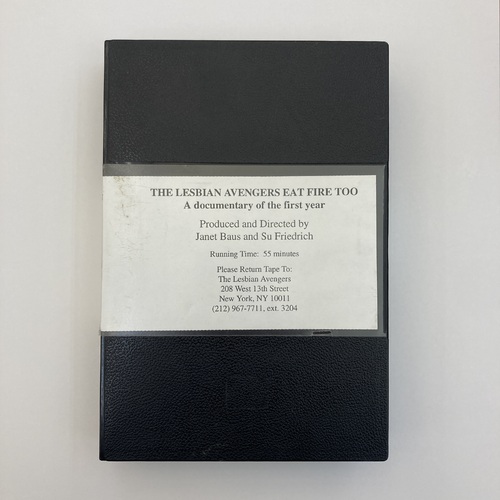 THE LESBIAN AVENGERS EAT FIRE TOO
A documentary of the first year
Produced and Directed by
Janet Baus and Su Friedrich
Running Time: 55 minutes
Please Return Tape To:
The Lesbian Avengers
208 West 13th Street
New York, NY 10011
(212) 967-7711, ext. 3204